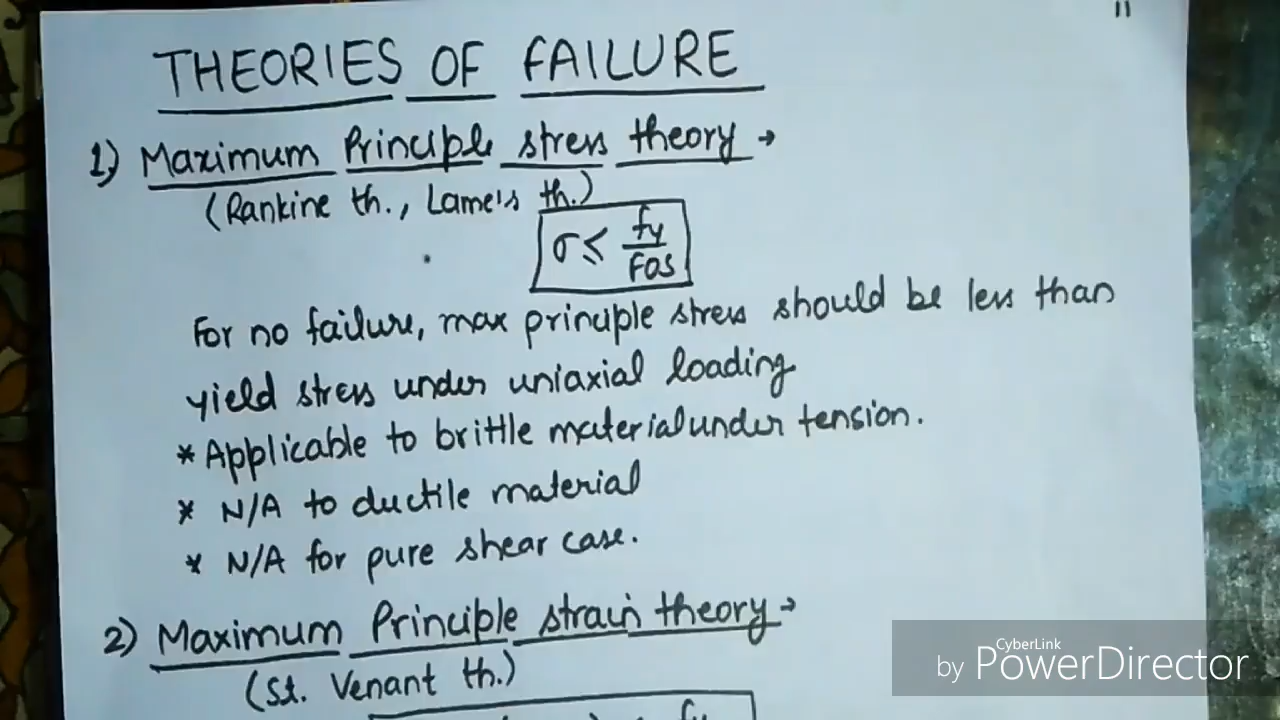 11
THEORIES OF FAILURE
1) Maximum Principle stress theory →
(Rankine th., Lame's th.)
σ ≤ fy/FOS
For no failure, max principle stress should be less than
yield stress under uniaxial loading
* Applicable to brittle material under tension.
* N/A to ductile material
* N/A for pure shear case.
2) Maximum Principle strain theory →
(St. Venant th.)
CyberLink
by PowerDirector